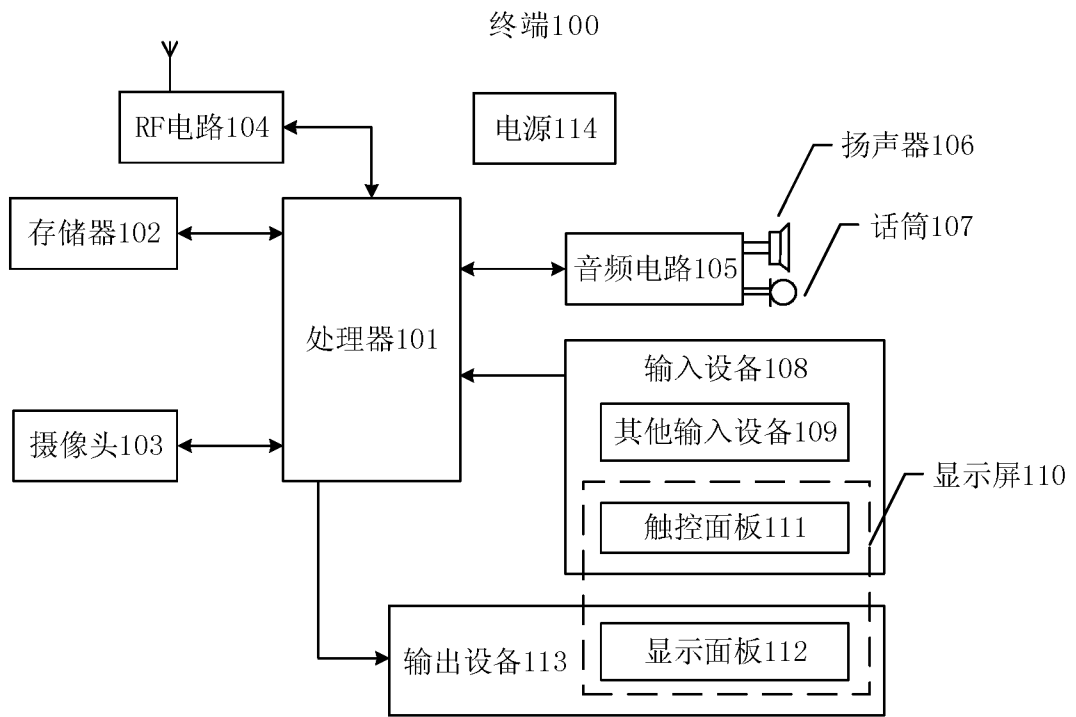 终端100
RF电路104
电源114
扬声器106
存储器102
话筒107
音频电路105
处理器101
输入设备108
摄像头103
其他输入设备109
显示屏110
触控面板111
输出设备113
显示面板112